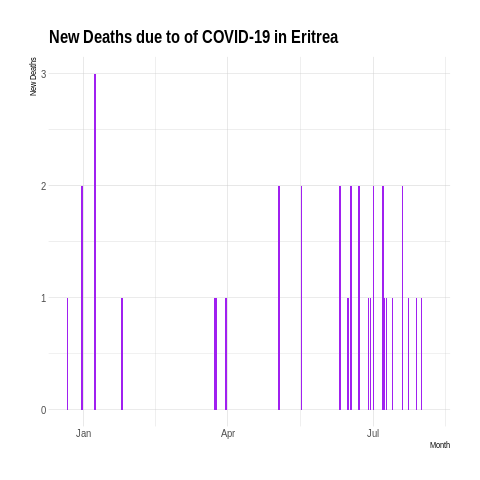 New Deaths due to of COVID-19 in Eritrea
New Deaths
3
2
1
0
Jan Apr Jul
Month